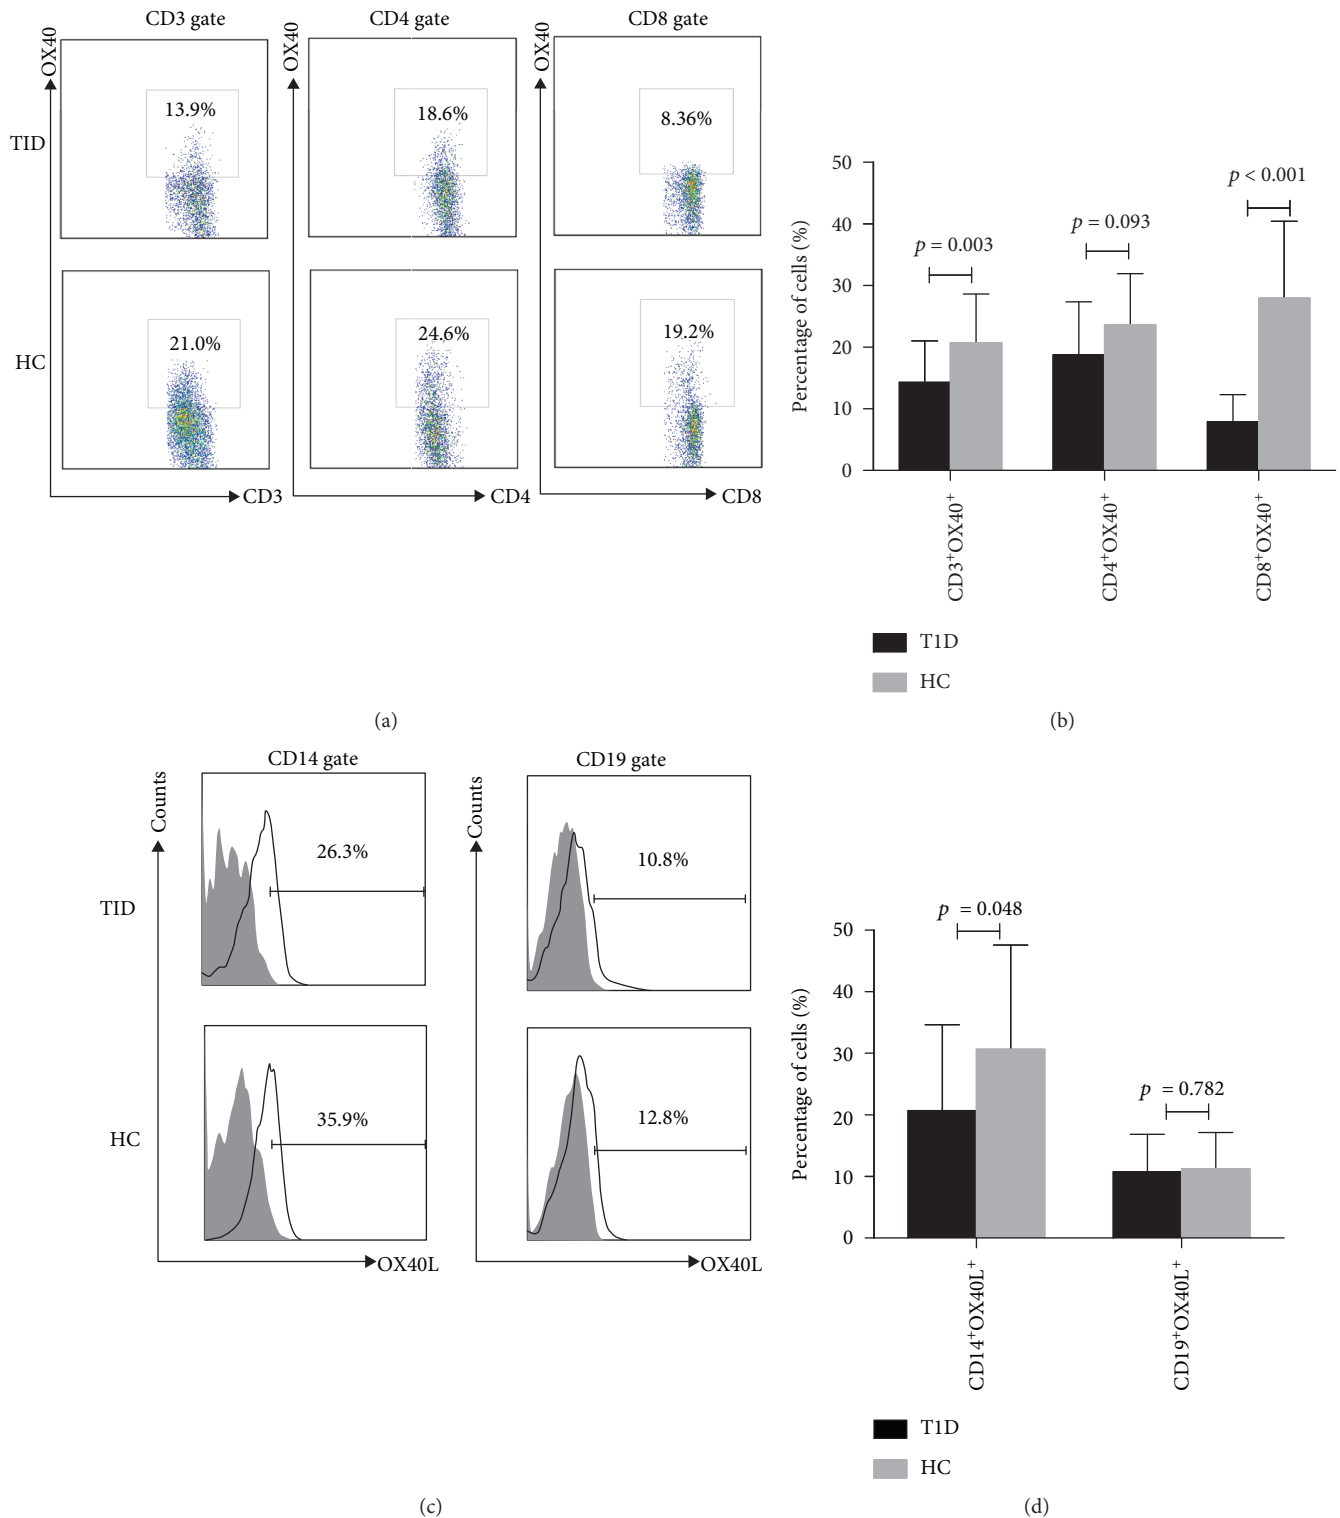 CD3 gate
CD4 gate
CD8 gate
OX40
OX40
OX40
TID
13.9%
18.6%
8.36%
HC
21.0%
24.6%
19.2%
CD3
CD4
CD8
(a)
Percentage of cells (%)
50
40
30
20
10
0
p = 0.003
p = 0.093
p < 0.001
CD3+OX40+
CD4+OX40+
CD8+OX40+
T1D
HC
(b)
CD14 gate
CD19 gate
Counts
Counts
TID
26.3%
10.8%
HC
35.9%
12.8%
OX40L
OX40L
(c)
Percentage of cells (%)
50
40
30
20
10
0
p = 0.048
p = 0.782
CD14+OX40L+
CD19+OX40L+
T1D
HC
(d)